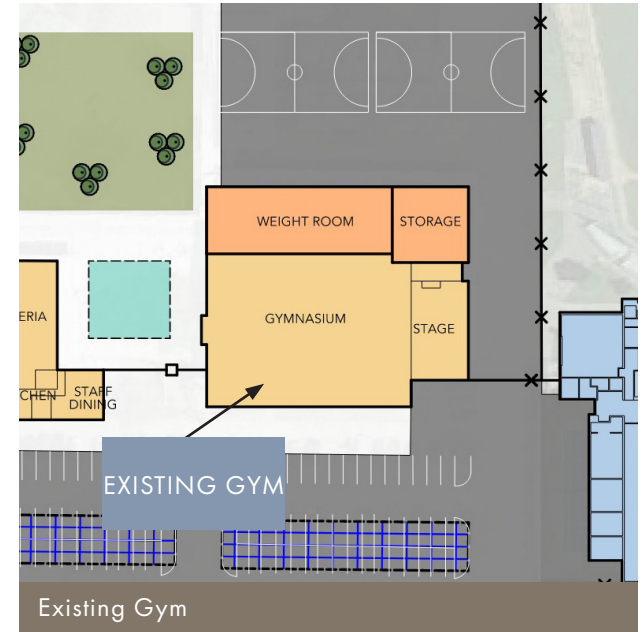 WEIGHT ROOM
STORAGE
ERIA
GYMNASIUM
STAGE
CHEN
STAFF
DINING
EXISTING GYM
Existing Gym